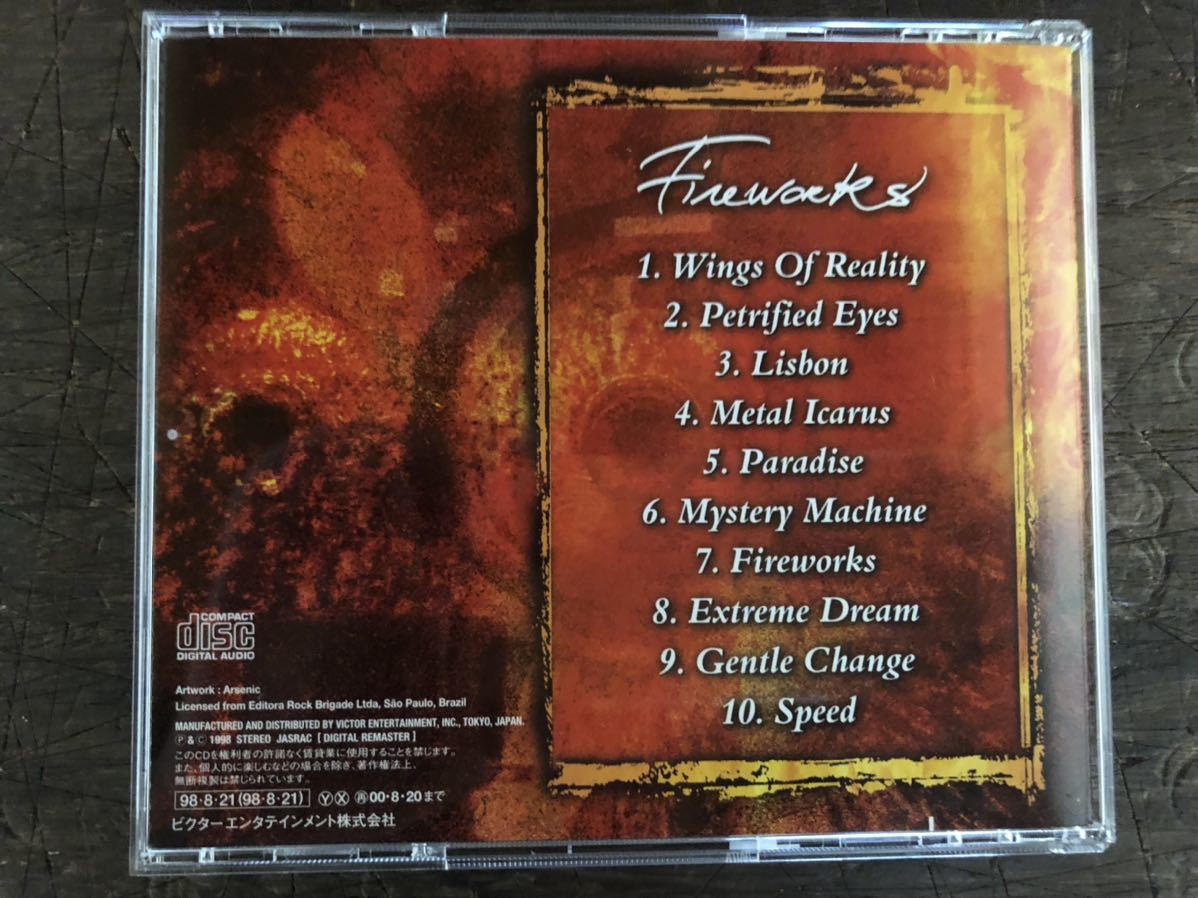 Fireworks
1. Wings Of Reality
2. Petrified Eyes
3. Lisbon
4. Metal Icarus
5. Paradise
6. Mystery Machine
7. Fireworks
8. Extreme Dream
9. Gentle Change
10. Speed
COMPACT
disc
DIGITAL AUDIO
Artwork : Arsenic
Licensed from Editora Rock Brigade Ltda, São Paulo, Brazil
MANUFACTURED AND DISTRIBUTED BY VICTOR ENTERTAINMENT, INC., TOKYO, JAPAN.
Ⓟ & © 1998 STEREO JASRAC [ DIGITAL REMASTER ]
このCDを権利者の許諾なく賃貸業に使用することを禁じます。
また、個人的に楽しむなどの場合を除き、著作権法上、
無断複製は禁じられています。
98・8・21(98・8・21) Ⓨ Ⓧ ㊢00・8・20まで
ビクターエンタテインメント株式会社